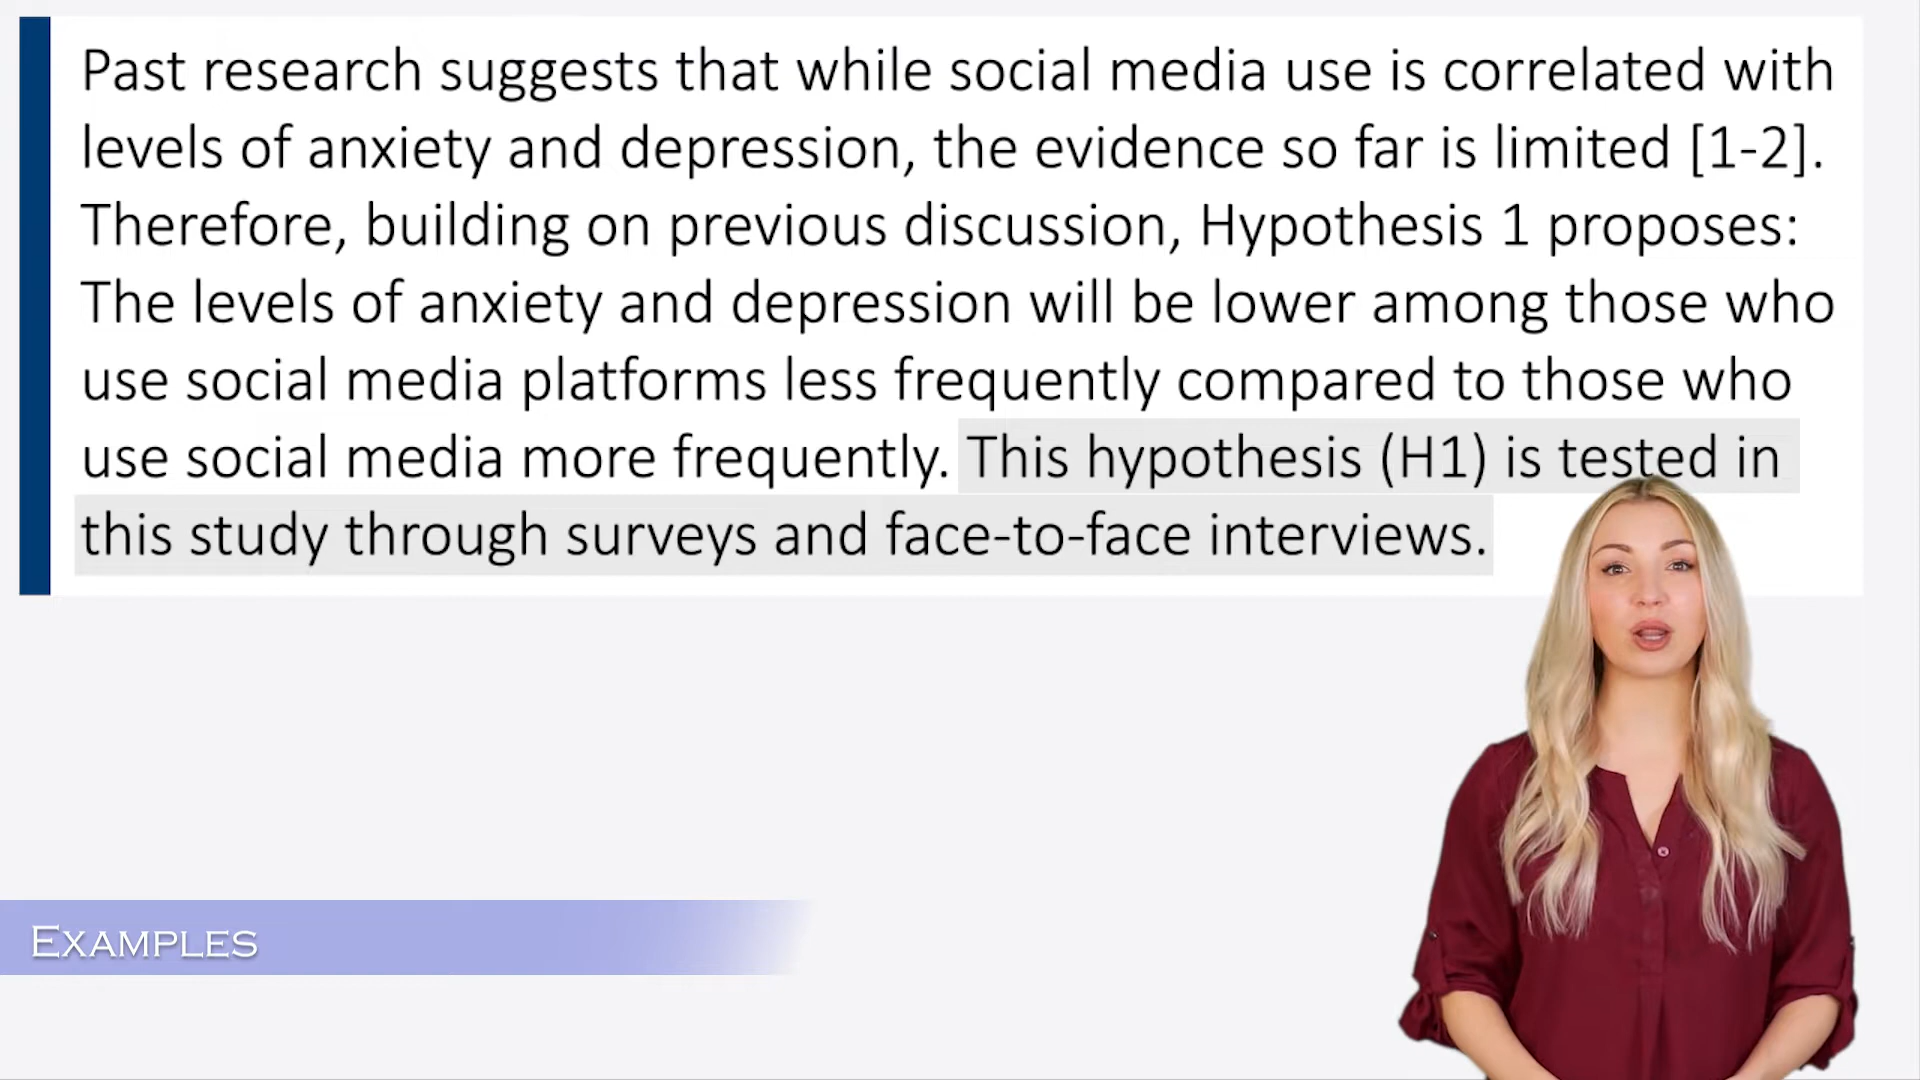 Past research suggests that while social media use is correlated with
levels of anxiety and depression, the evidence so far is limited [1-2].
Therefore, building on previous discussion, Hypothesis 1 proposes:
The levels of anxiety and depression will be lower among those who
use social media platforms less frequently compared to those who
use social media more frequently. This hypothesis (H1) is tested in
this study through surveys and face-to-face interviews.
EXAMPLES